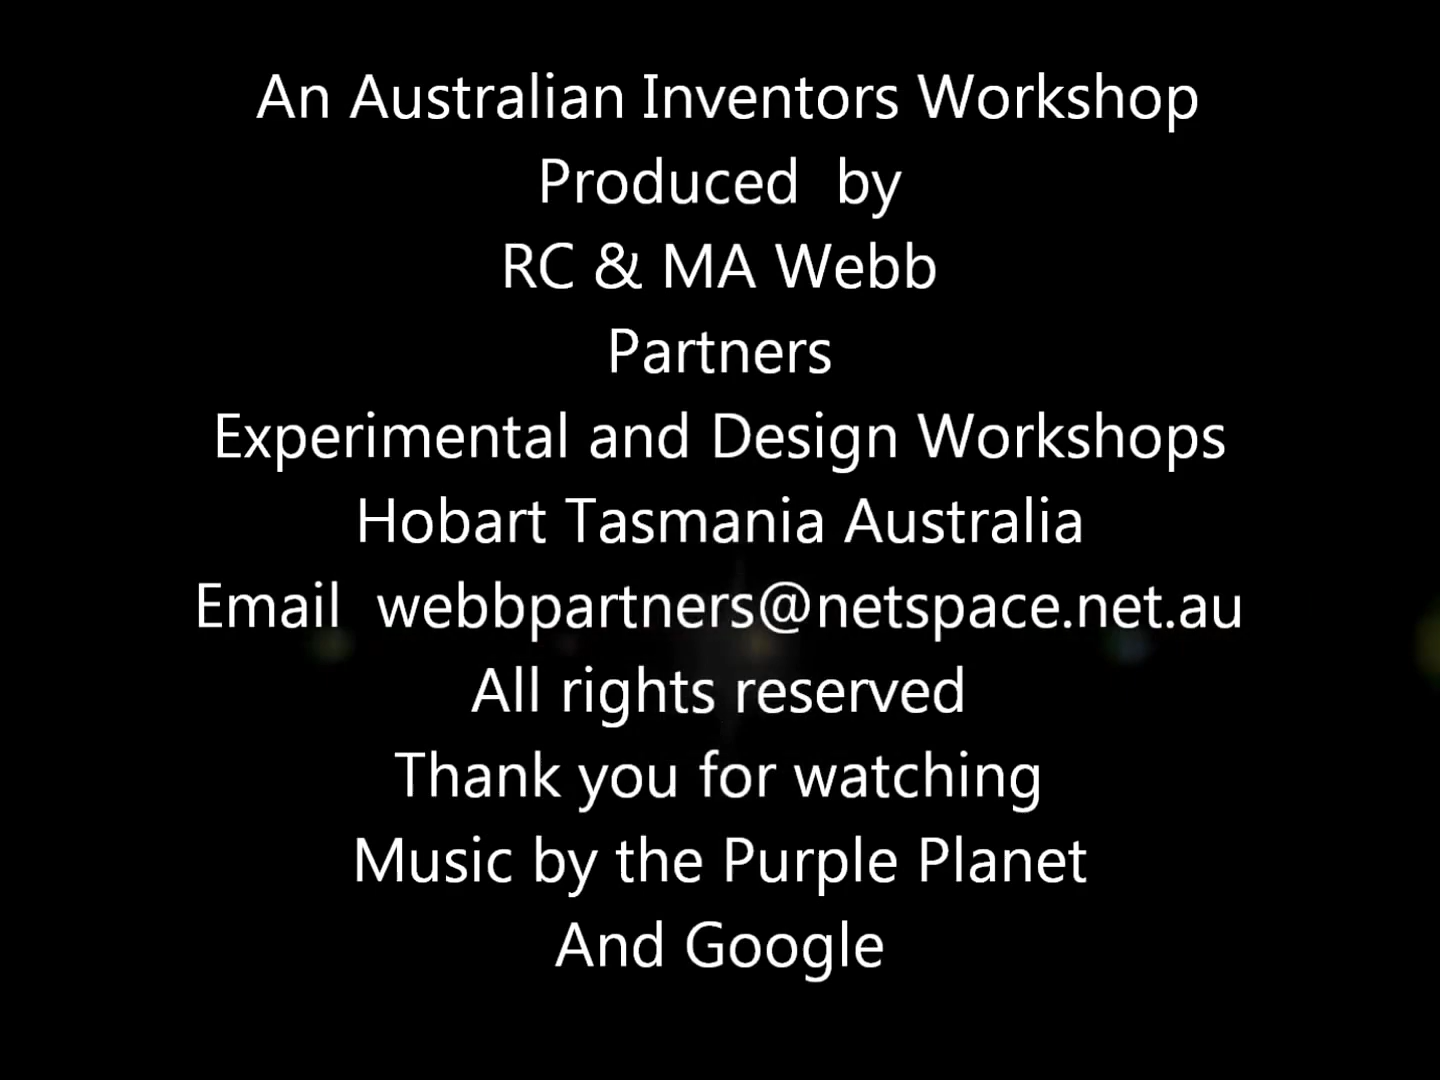 An Australian Inventors Workshop
Produced  by
RC & MA Webb
Partners
Experimental and Design Workshops
Hobart Tasmania Australia
Email  webbpartners@netspace.net.au
All rights reserved
Thank you for watching
Music by the Purple Planet
And Google